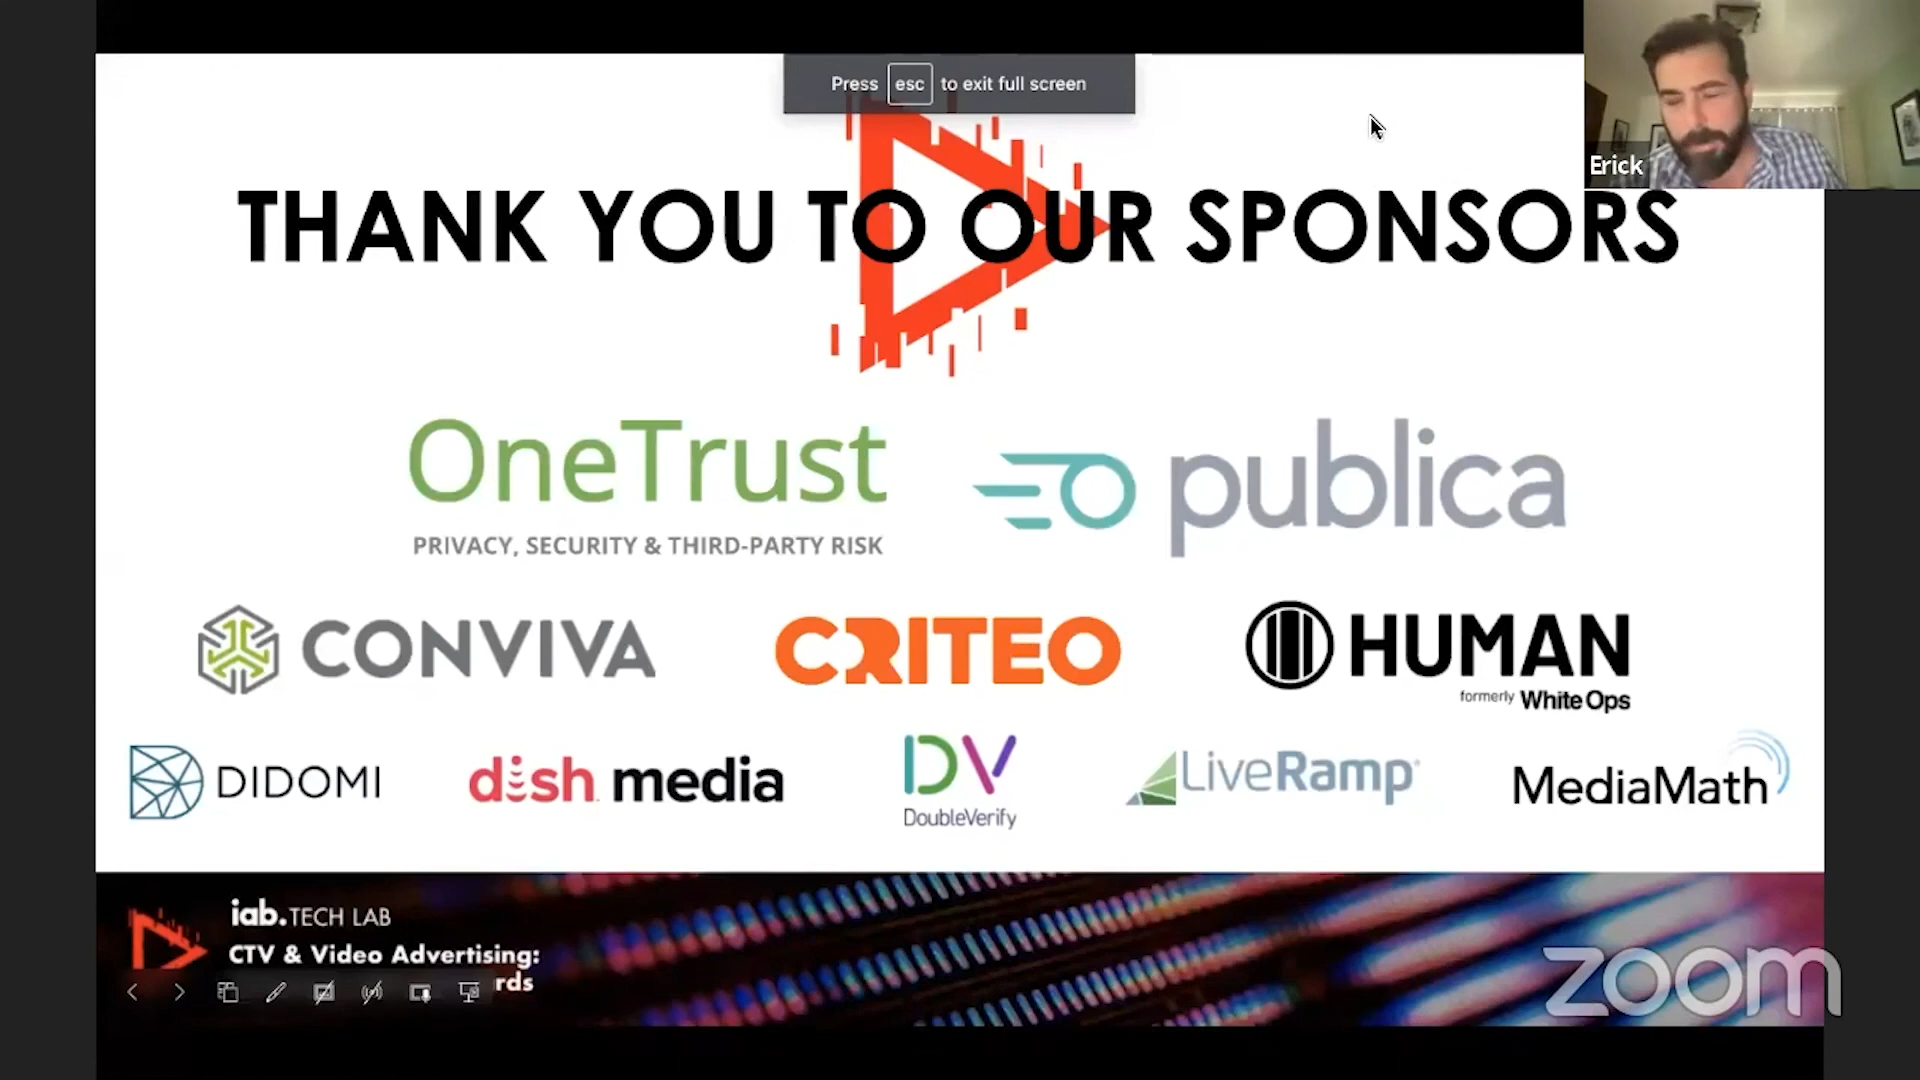 Press esc to exit full screen
Erick
THANK YOU TO OUR SPONSORS
OneTrust
PRIVACY, SECURITY & THIRD-PARTY RISK
publica
CONVIVA
CRITEO
HUMAN
formerly White Ops
DIDOMI
dish media
DV
DoubleVerify
LiveRamp
MediaMath
iab.TECH LAB
CTV & Video Advertising:
rds
zoom